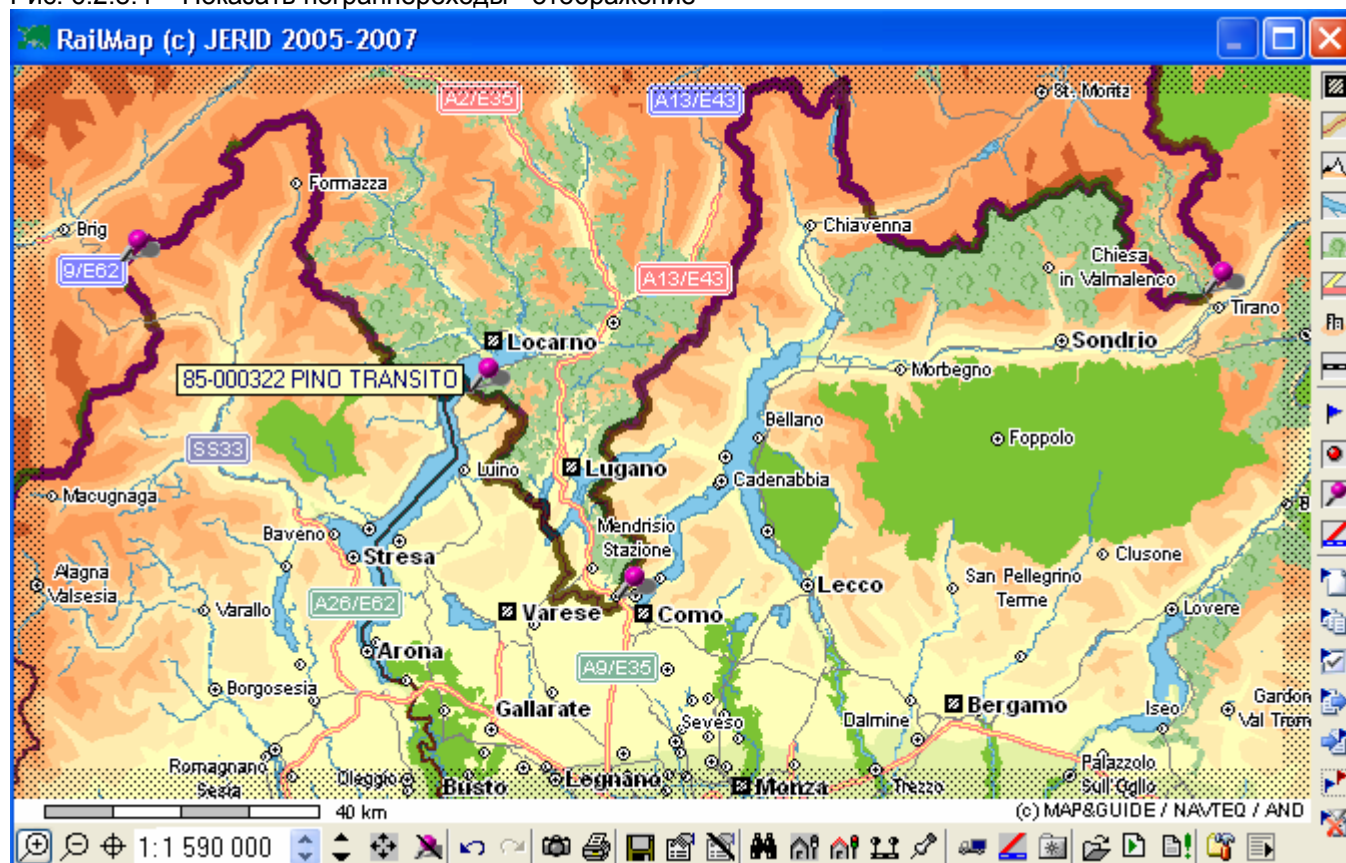 RailMap (c) JERID 2005-2007
A2/E35
A13/E43
St. Moritz
Formazza
Brig
Chiavenna
9/E62
A13/E43
Chiesa
in Valmalenco
Tirano
Locarno
Sondrio
85-000322 PINO TRANSITO
Morbegno
Bellano
SS33
Foppolo
Luino
Lugano
Cadenabbia
Macugnaga
B
Mendrisio
Stazione
Baveno
Stresa
Clusone
Alagna
Valsesia
San Pellegrino
Terme
Lecco
A26/E62
Varallo
Varese
Como
Lovere
Arona
A9/E35
Borgosesia
Gallarate
Seveso
Dalmine
Bergamo
Iseo
Gardon
Val Trom
Romagnano
Sesia
Oleggio
Busto
Legnano
Monza
Trezzo
Palazzolo
Sull'Oglio
40 km
(c) MAP&GUIDE / NAVTEQ / AND
1:1 590 000